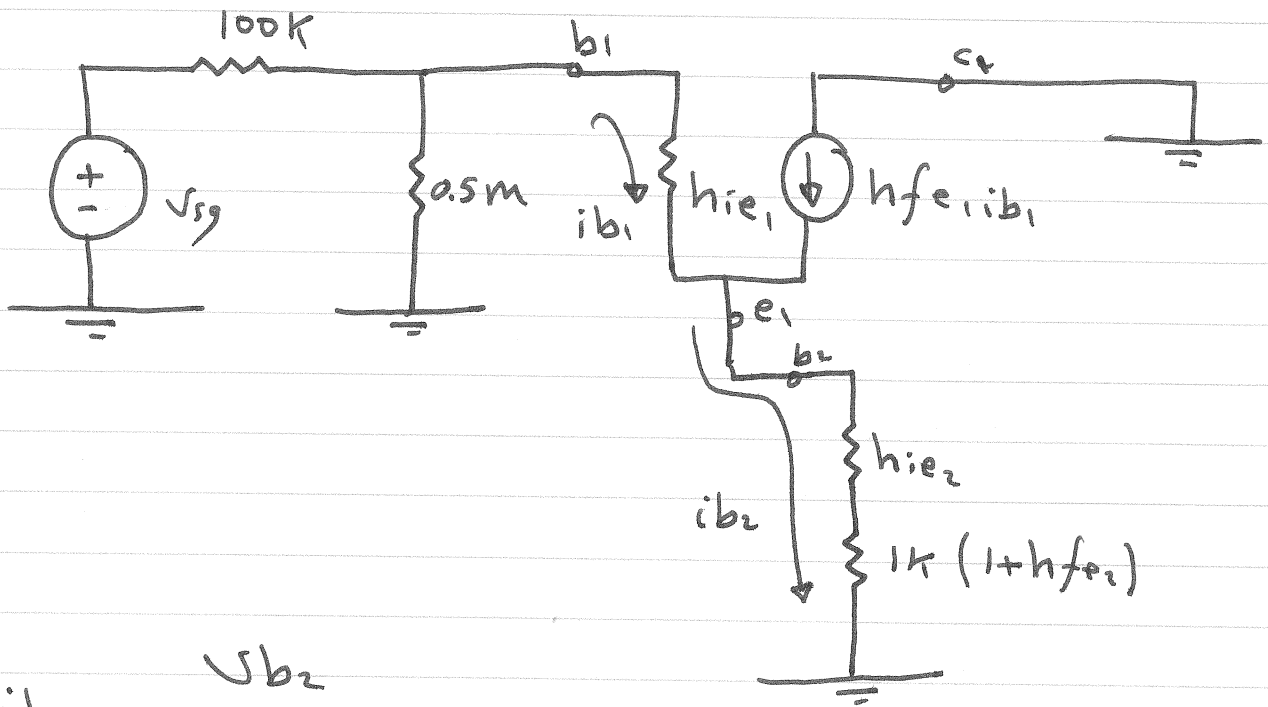 100K
b1
c2
+
-
vsg
0.5m
ib1
hie1
hfe1ib1
e1
b2
hie2
ib2
1K (1+hfe2)
Vb2